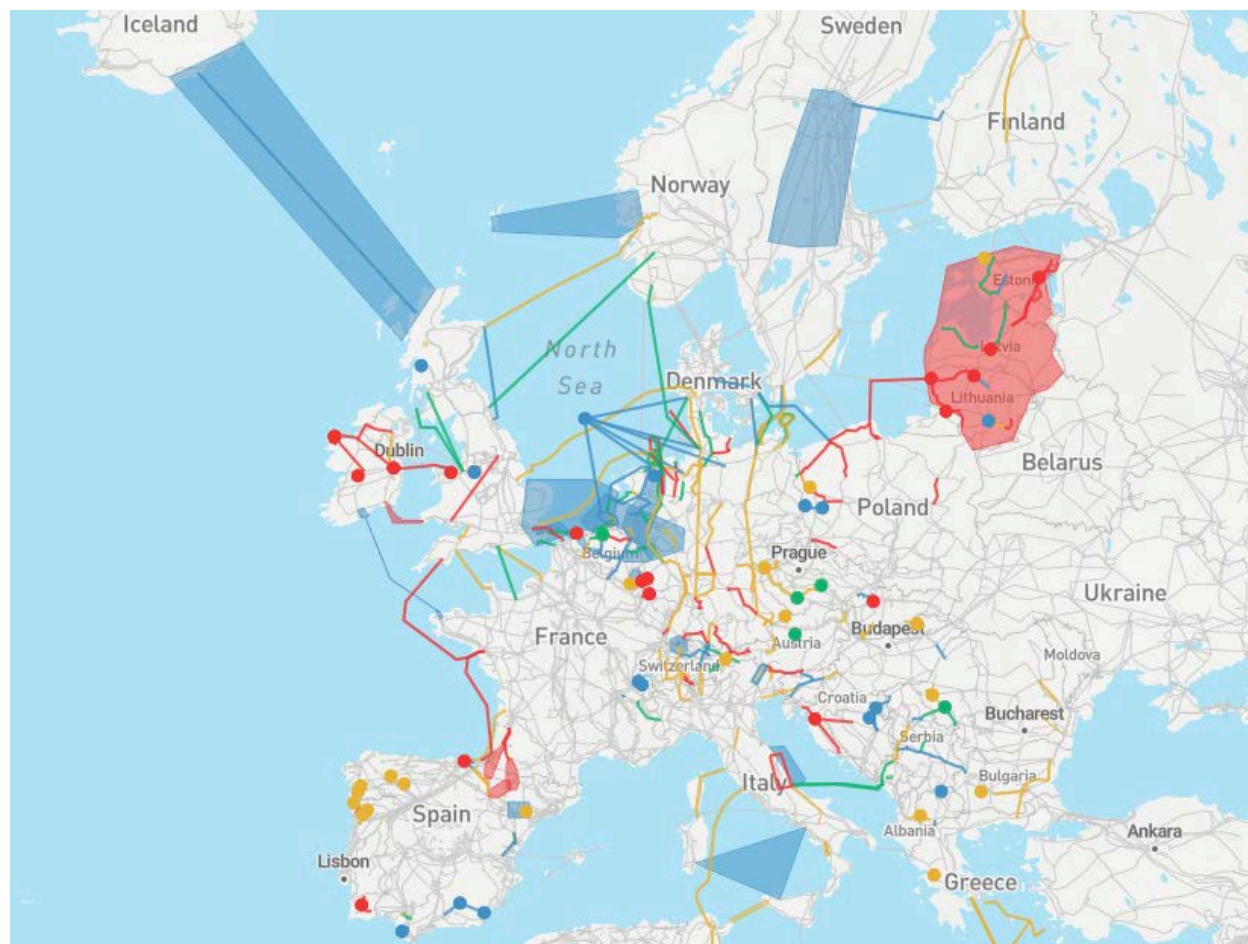 Iceland
Sweden
Finland
Norway
North
Sea
Estonia
Latvia
Denmark
Lithuania
Dublin
Belarus
Poland
Belgium
Prague
Ukraine
France
Budapest
Austria
Moldova
Switzerland
Croatia
Bucharest
Serbia
Italy
Bulgaria
Spain
Albania
Ankara
Lisbon
Greece